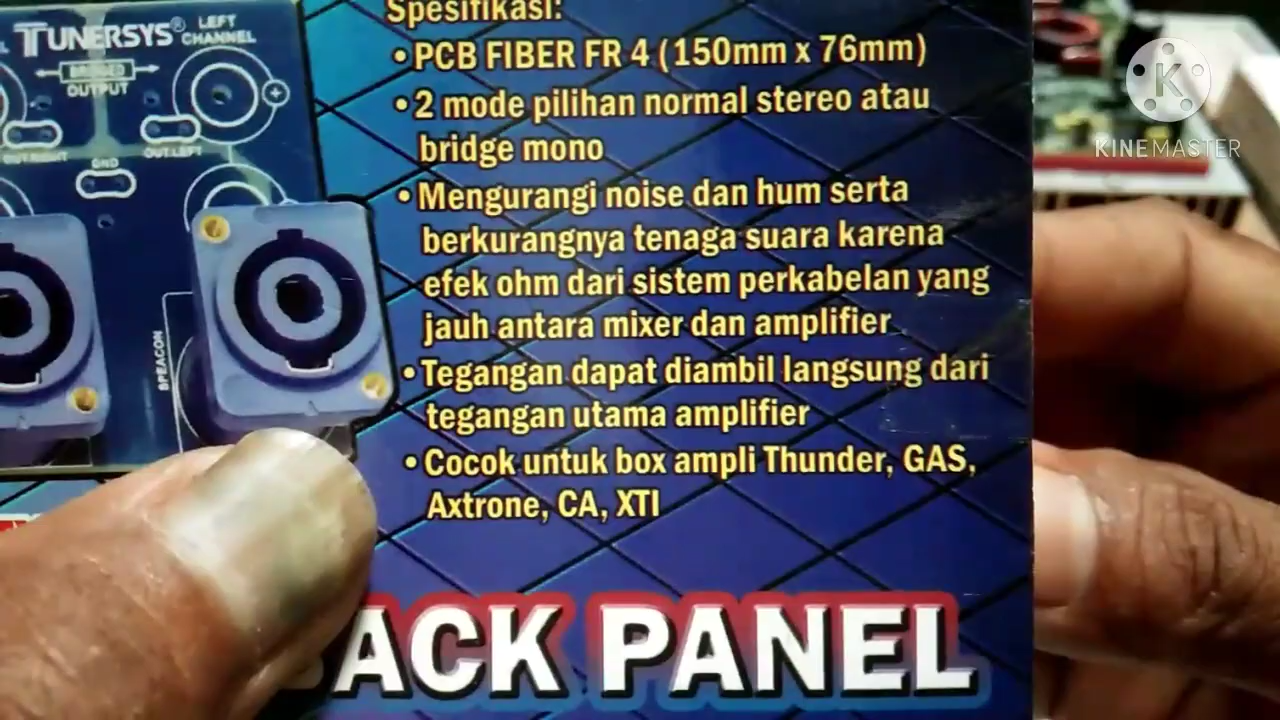 Spesifikasi:
• PCB FIBER FR 4 (150mm x 76mm)
• 2 mode pilihan normal stereo atau
bridge mono
• Mengurangi noise dan hum serta
berkurangnya tenaga suara karena
efek ohm dari sistem perkabelan yang
jauh antara mixer dan amplifier
• Tegangan dapat diambil langsung dari
tegangan utama amplifier
• Cocok untuk box ampli Thunder, GAS,
Axtrone, CA, XTI
ACK PANEL
TUNERSYS®
LEFT
CHANNEL
BRIDGED
OUTPUT
OUT RIGHT
OUT LEFT
GND
SPEACON
K
KINEMASTER